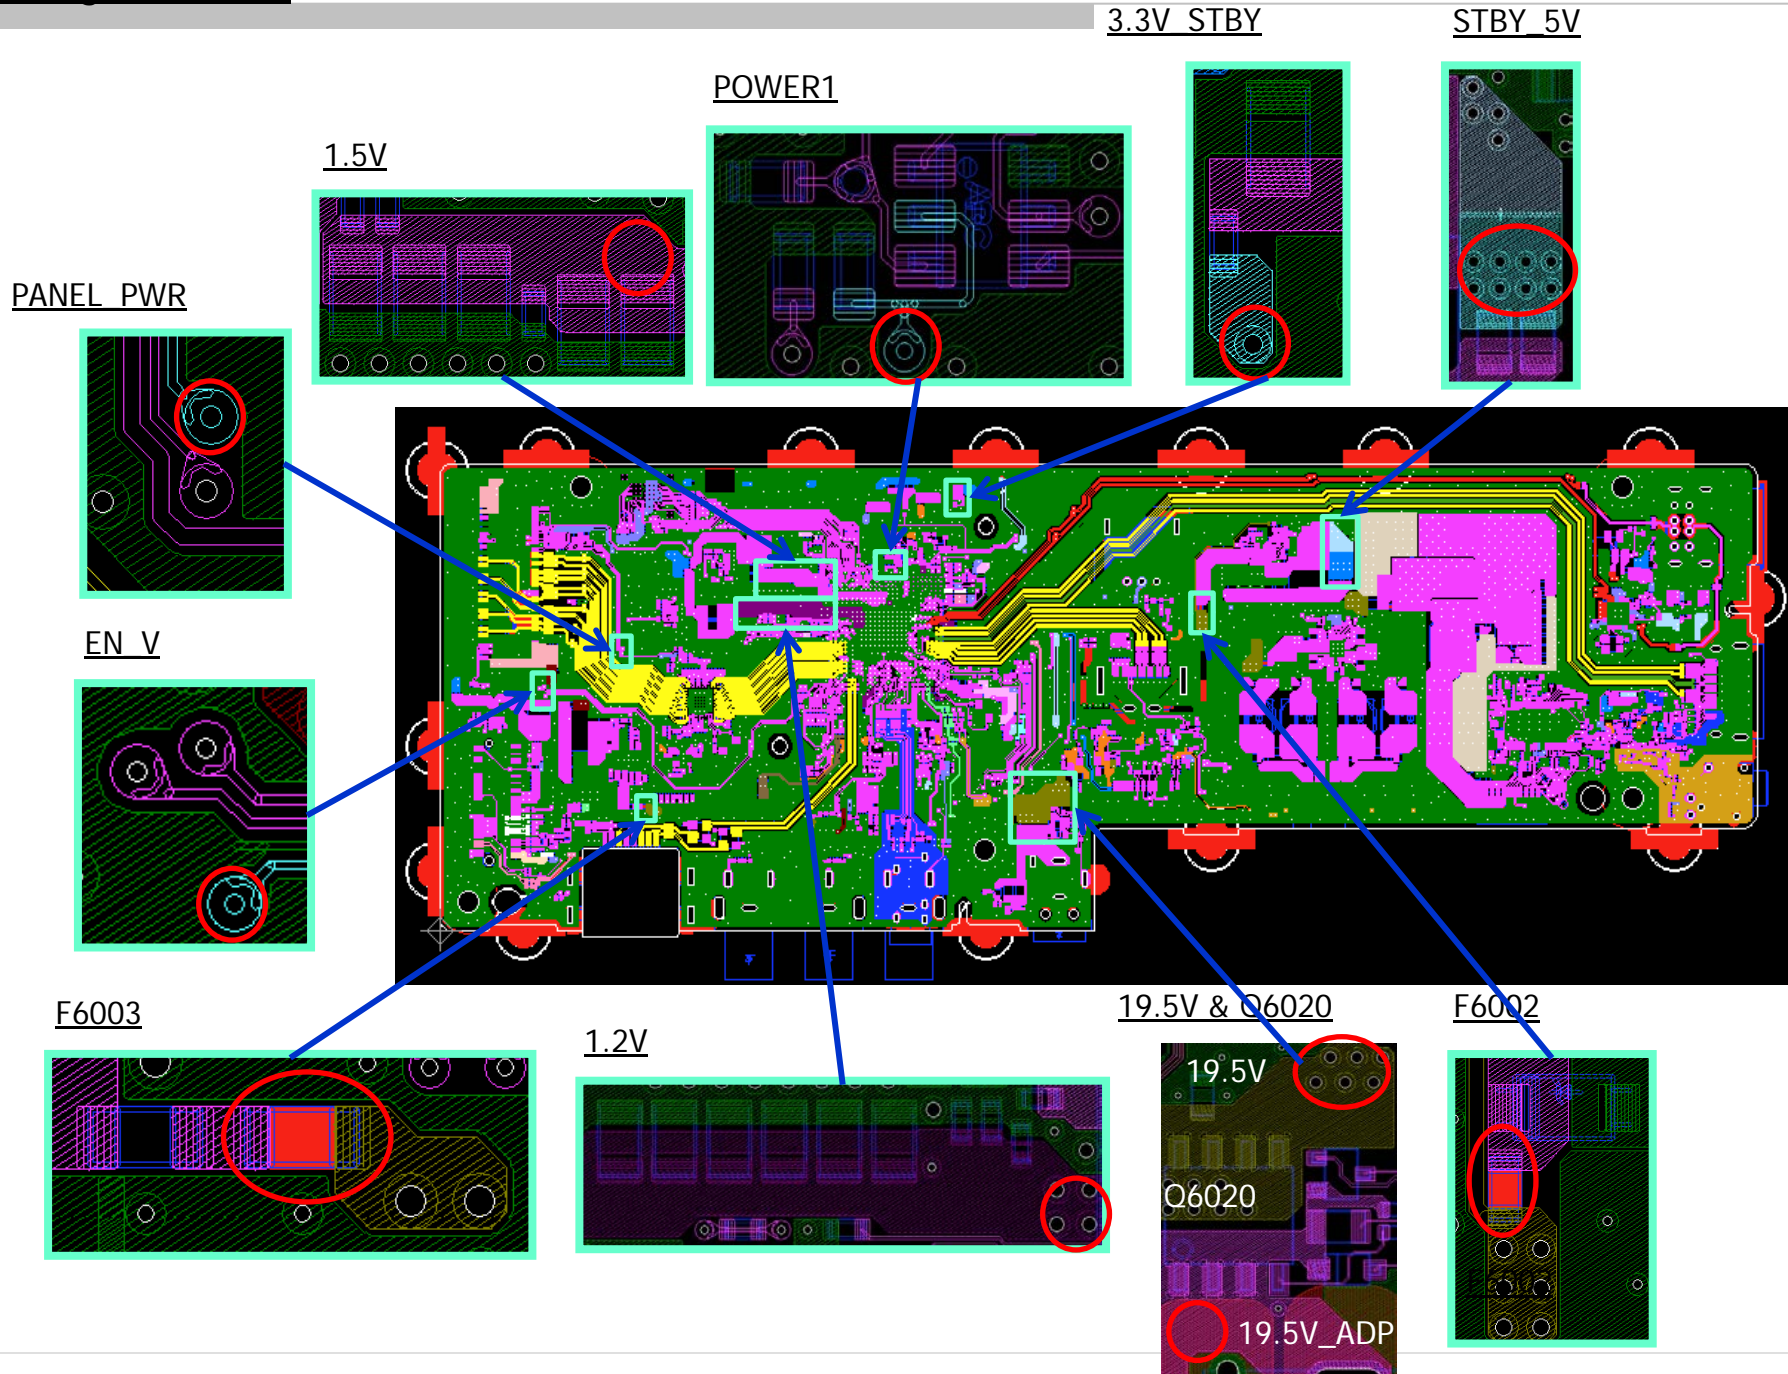 3.3V_STBY
STBY_5V
POWER1
1.5V
PANEL_PWR
EN_V
F6003
1.2V
19.5V & Q6020
F6002
19.5V
Q6020
19.5V_ADP